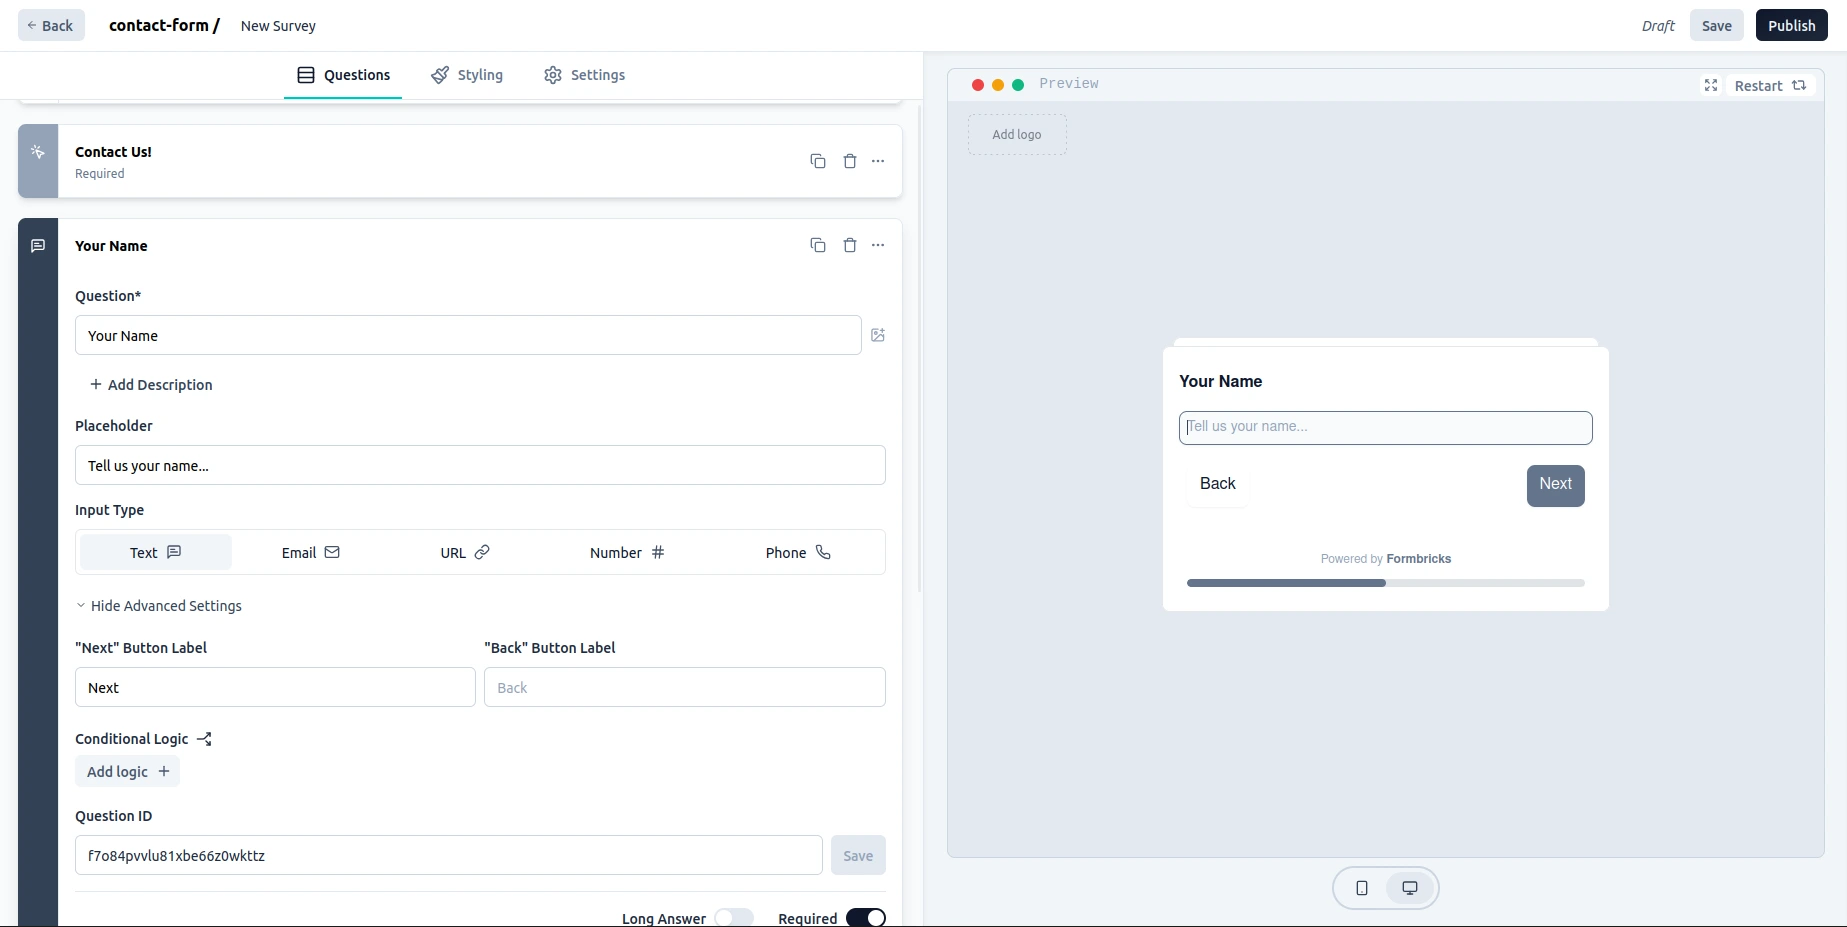 Back
contact-form /
New Survey
Draft
Save
Publish
Questions
Styling
Settings
Contact Us!
Required
Your Name
Question*
Your Name
Add Description
Placeholder
Tell us your name...
Input Type
Text
Email
URL
Number
Phone
Hide Advanced Settings
"Next" Button Label
"Back" Button Label
Next
Back
Conditional Logic
Add logic
Question ID
f7o84pvvlu81xbe66z0wkttz
Save
Long Answer
Required
Preview
Restart
Add logo
Your Name
Tell us your name...
Back
Next
Powered by Formbricks